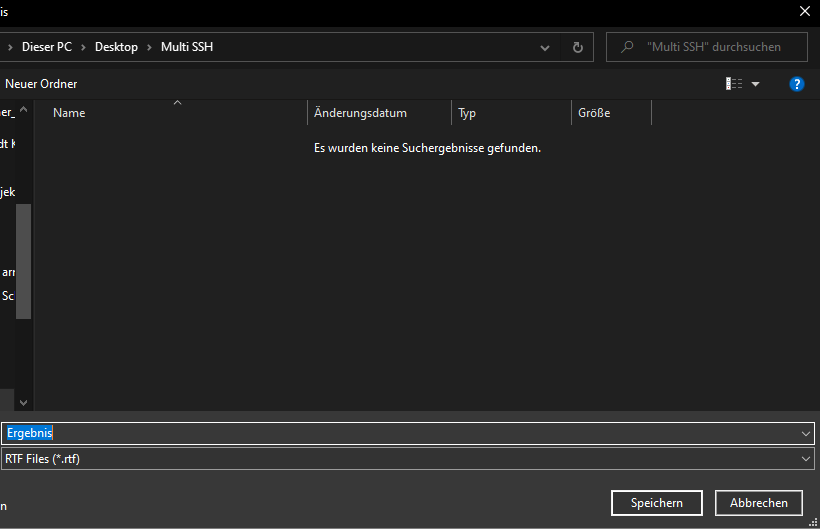 is
Dieser PC > Desktop > Multi SSH
"Multi SSH" durchsuchen
Neuer Ordner
?
Name Änderungsdatum Typ Größe
Es wurden keine Suchergebnisse gefunden.
er_
dt K
jek
arr
Sc
Ergebnis
RTF Files (*.rtf)
n
Speichern Abbrechen